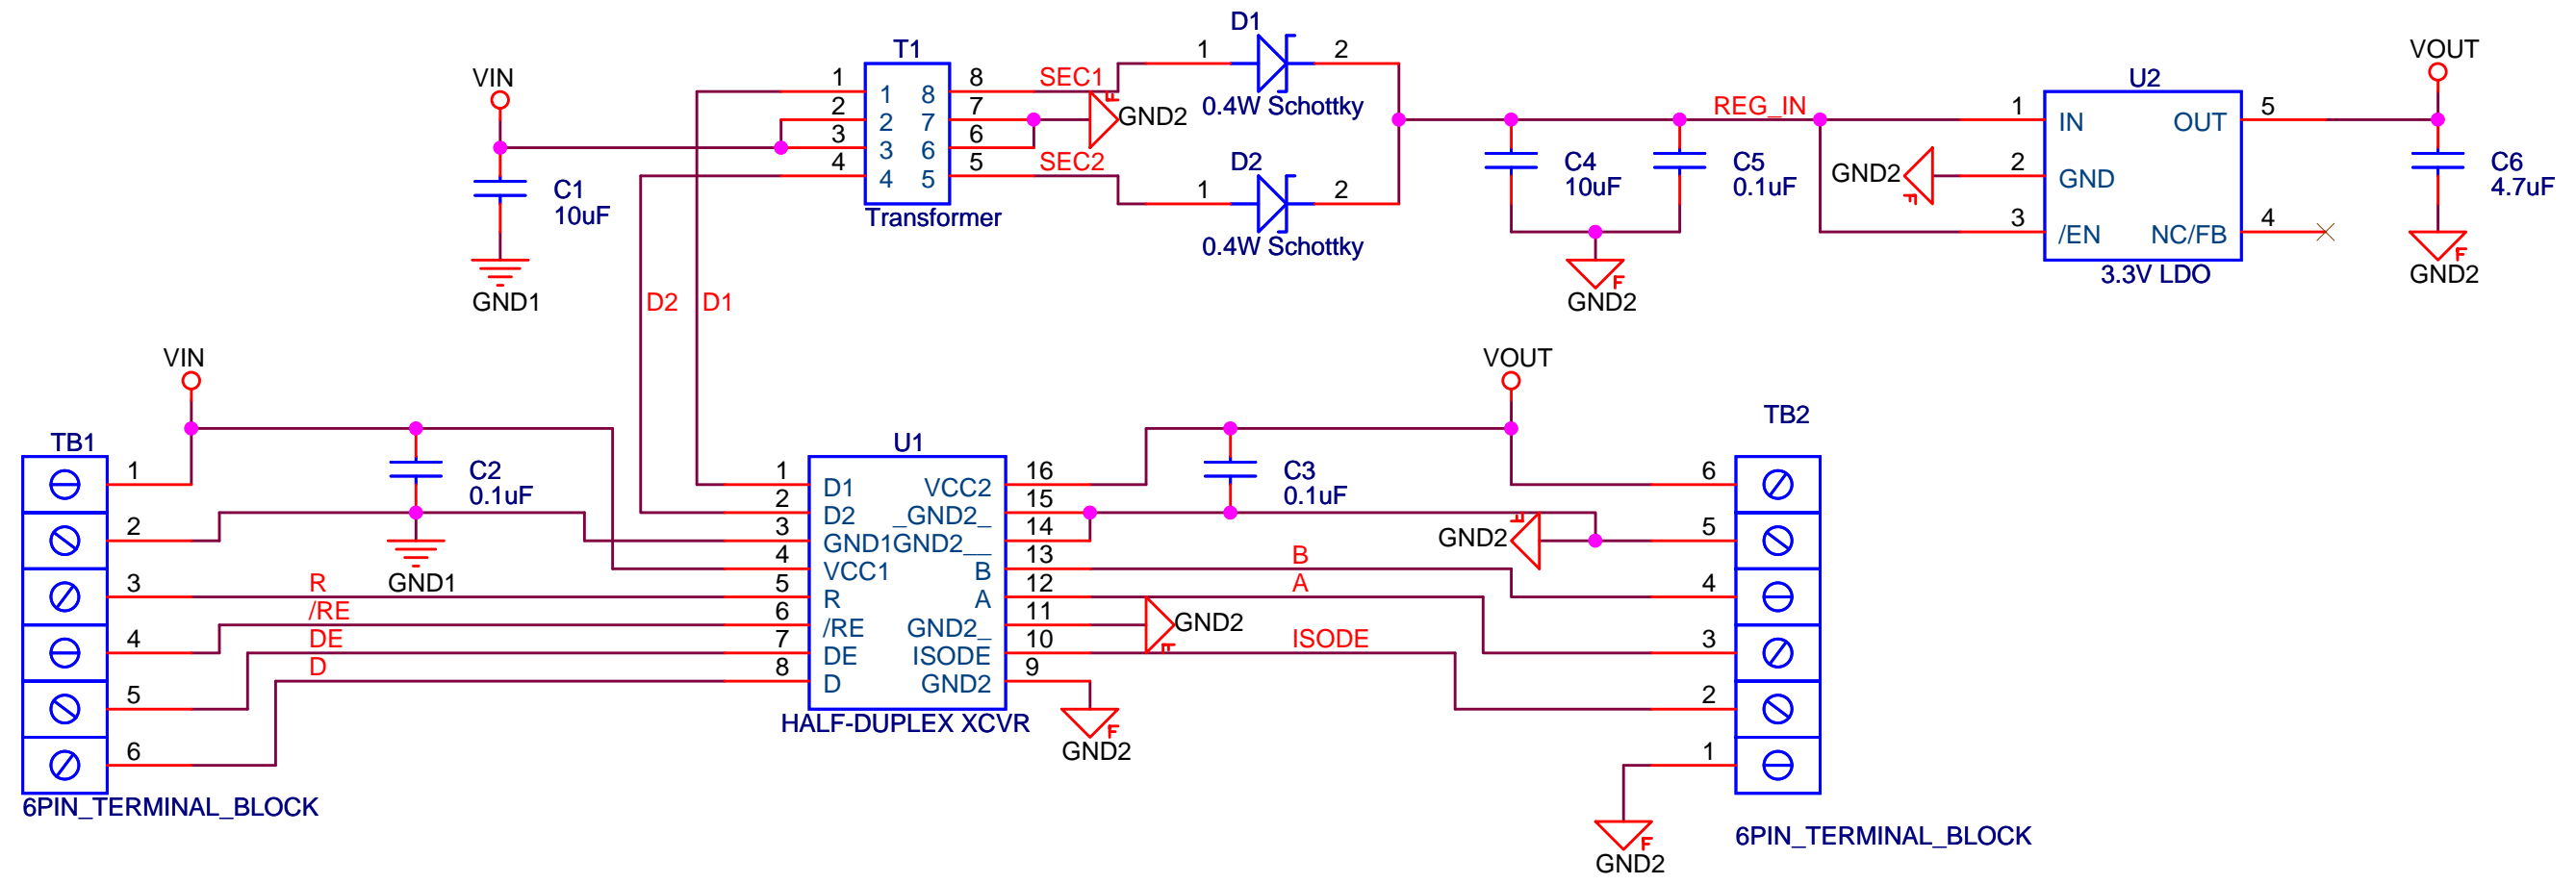 D1
1 2
0.4W Schottky
T1
1 8 SEC1
2 7
3 6
4 5 SEC2
1 8
2 7
3 6
4 5
Transformer
GND2
VIN
C1
10uF
GND1
D2
1 2
0.4W Schottky
REG_IN
C4
10uF
C5
0.1uF
GND2
U2
1 IN OUT 5
2 GND
3 /EN NC/FB 4
3.3V LDO
GND2
VOUT
C6
4.7uF
GND2
D2 D1
VIN
TB1
1
2
3
4
5
6
6PIN_TERMINAL_BLOCK
C2
0.1uF
GND1
R
/RE
DE
D
U1
1 D1 VCC2 16
2 D2 _GND2_ 15
3 GND1 GND2__ 14
4 VCC1 B 13
5 R A 12
6 /RE GND2_ 11
7 DE ISODE 10
8 D GND2 9
HALF-DUPLEX XCVR
GND2
GND2
C3
0.1uF
VOUT
GND2
B
A
ISODE
TB2
6
5
4
3
2
1
GND2
6PIN_TERMINAL_BLOCK
F
F
F
F
F
F
F
F